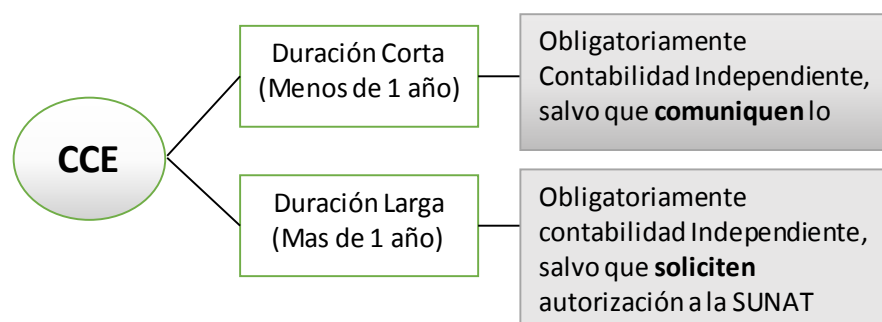 CCE
Duración Corta
(Menos de 1 año)
Obligatoriamente
Contabilidad Independiente,
salvo que comuniquen lo
Duración Larga
(Mas de 1 año)
Obligatoriamente
contabilidad Independiente,
salvo que soliciten
autorización a la SUNAT